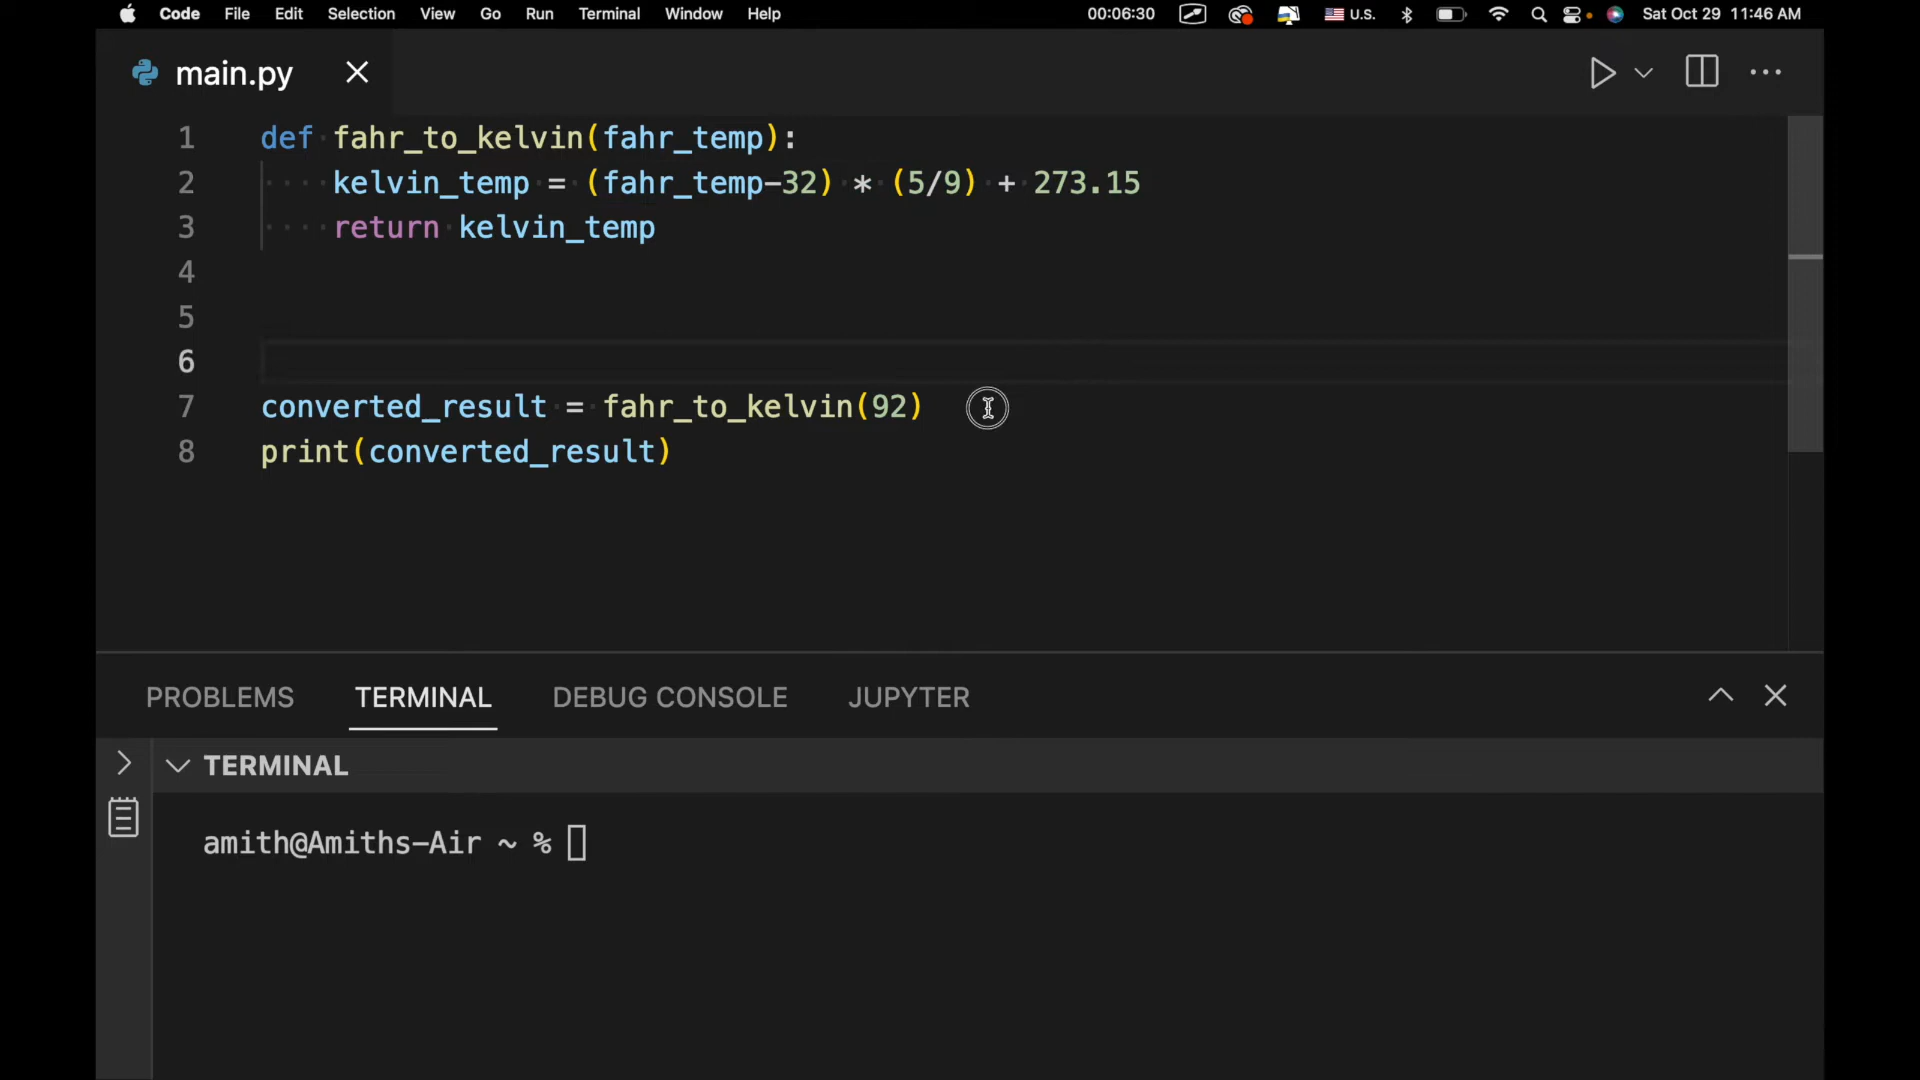 Code File Edit Selection View Go Run Terminal Window Help 00:06:30 U.S. Sat Oct 29 11:46 AM
main.py
1 def fahr_to_kelvin(fahr_temp):
2 kelvin_temp = (fahr_temp-32) * (5/9) + 273.15
3 return kelvin_temp
4
5
6
7 converted_result = fahr_to_kelvin(92)
8 print(converted_result)
PROBLEMS TERMINAL DEBUG CONSOLE JUPYTER
TERMINAL
amith@Amiths-Air ~ %